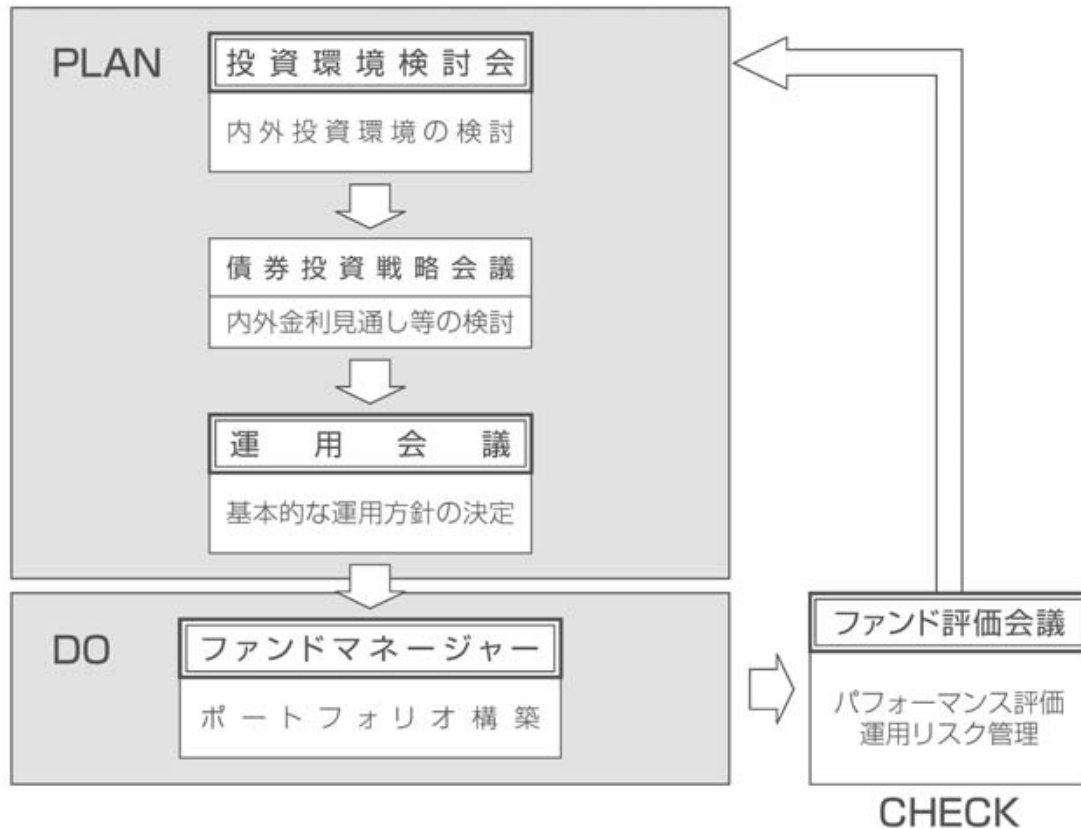 PLAN
投資環境検討会
内外投資環境の検討
債券投資戦略会議
内外金利見通し等の検討
運用会議
基本的な運用方針の決定
DO
ファンドマネージャー
ポートフォリオ構築
ファンド評価会議
パフォーマンス評価
運用リスク管理
CHECK